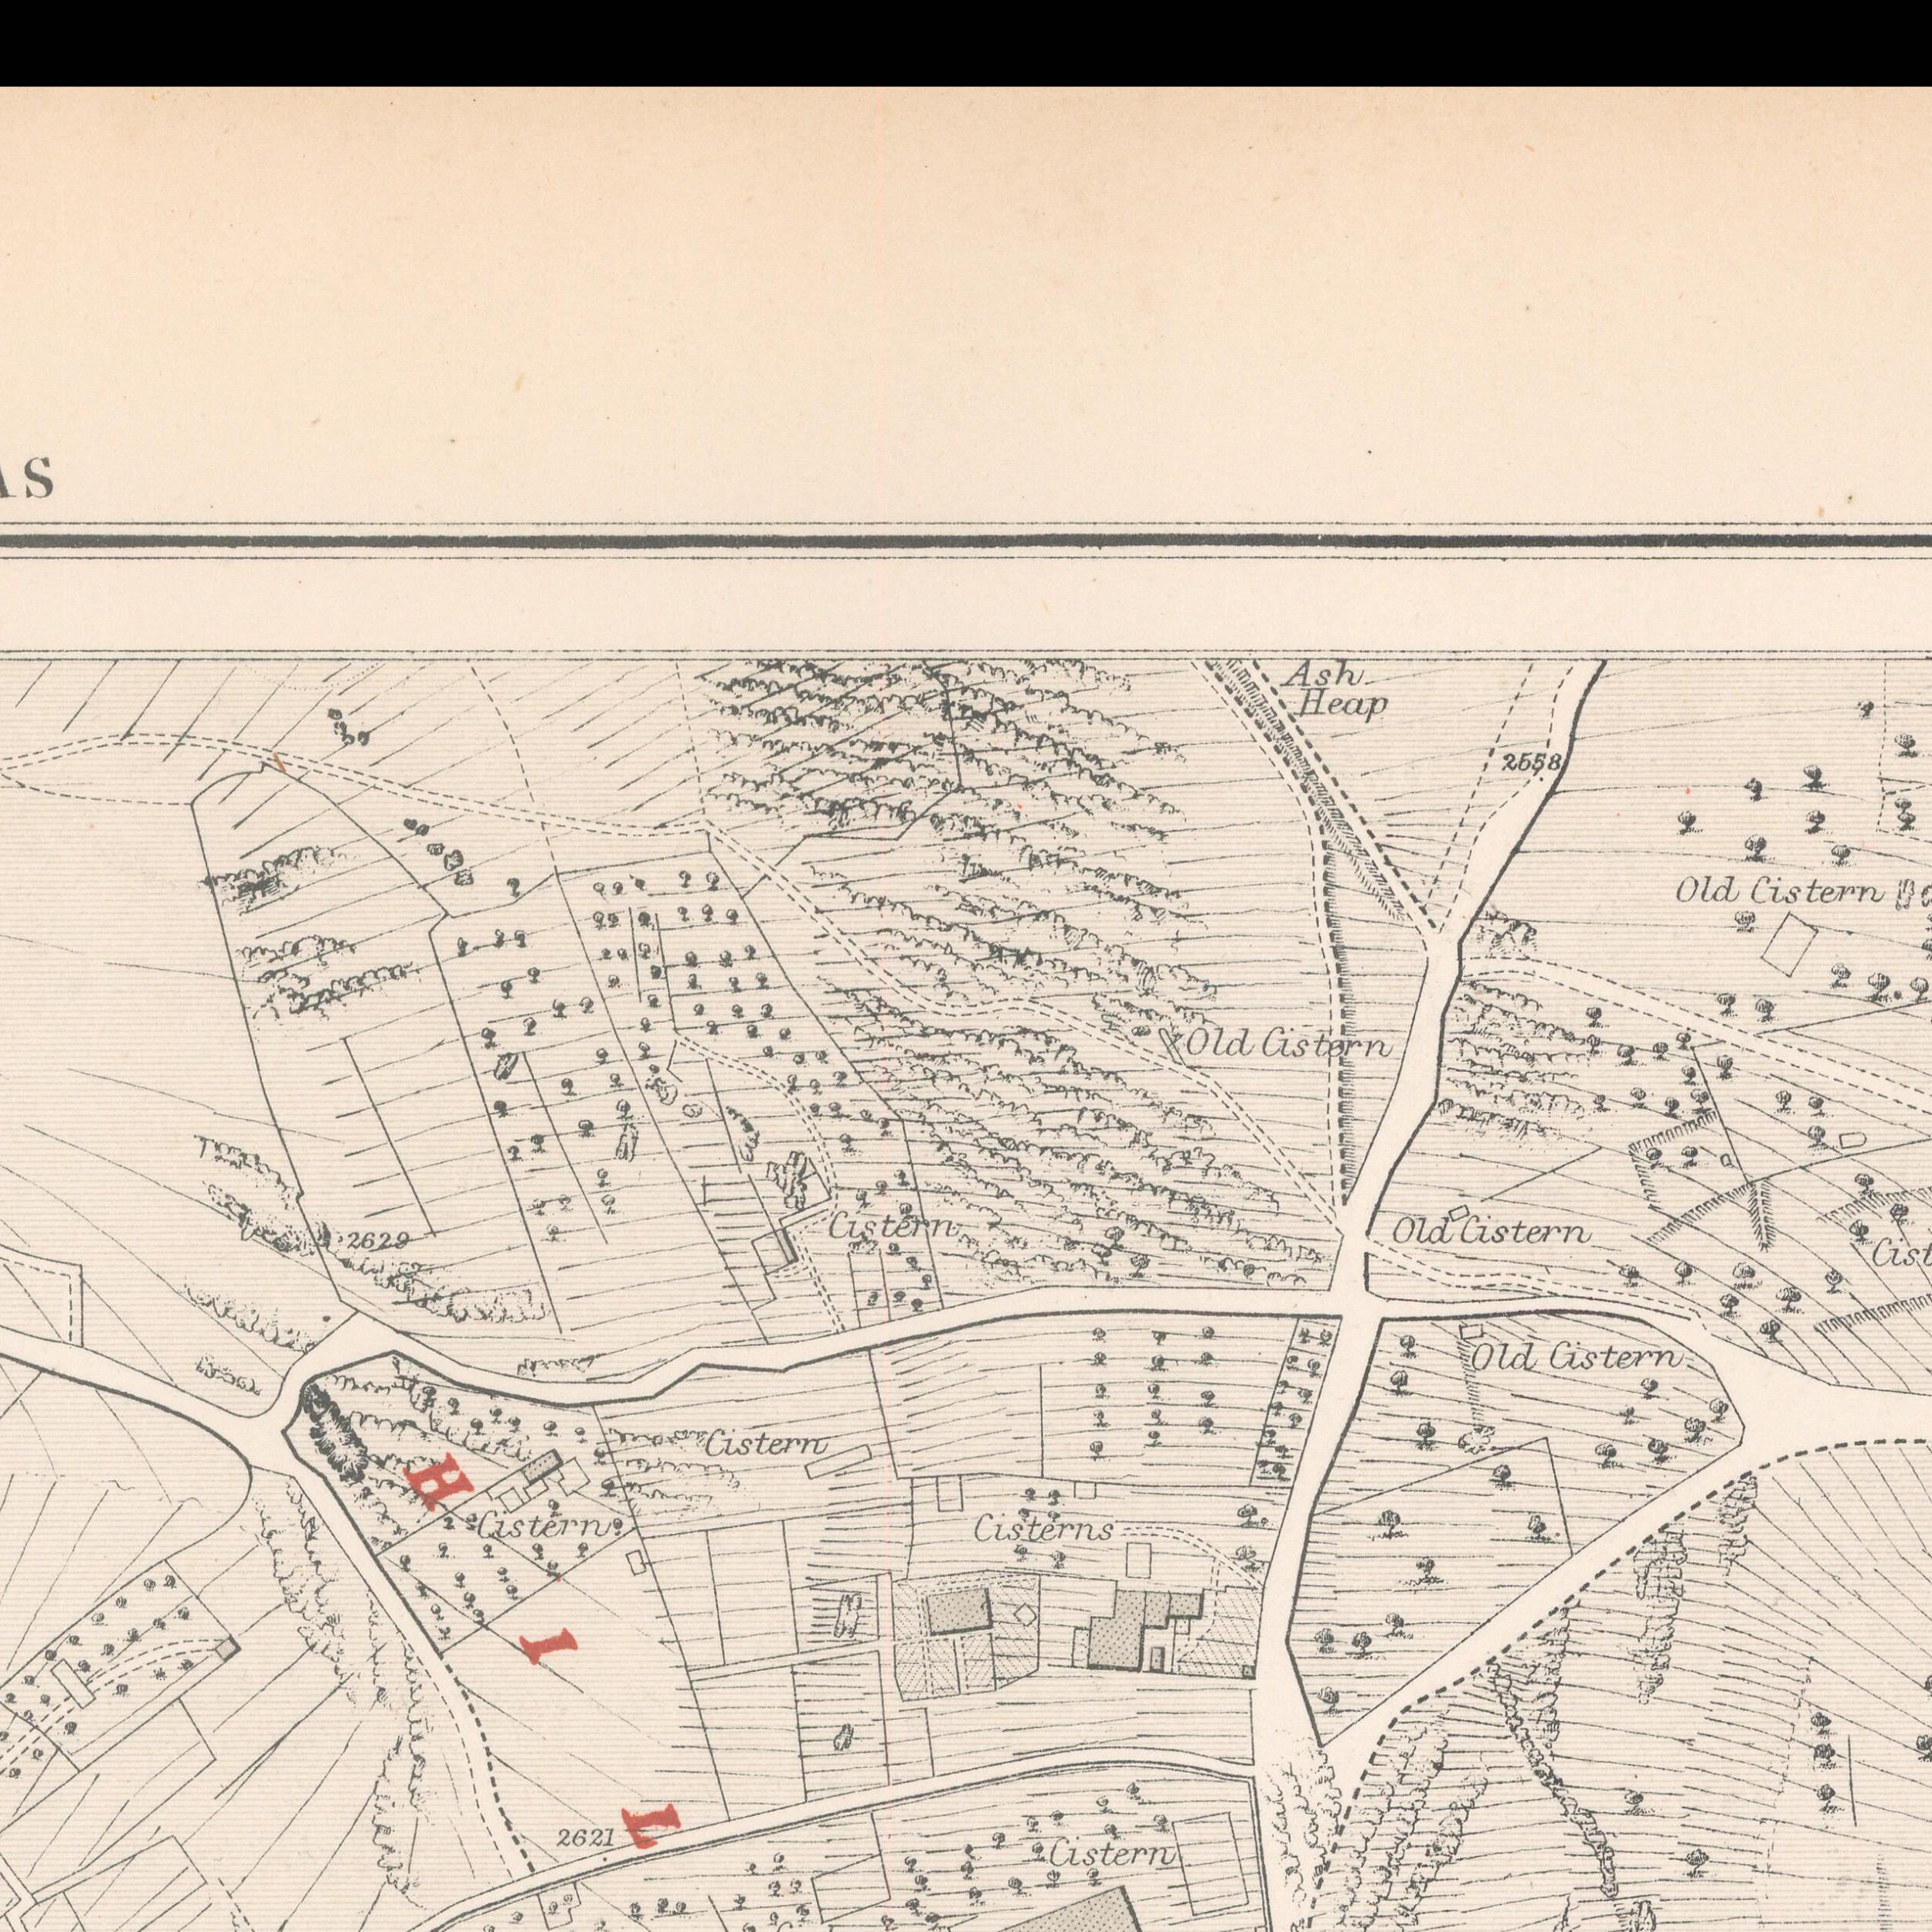 AS
Ash
Heap
2558
Old Cistern
Old Cistern
Cistern
Old Cistern
2629
Old Cistern
Cistern
H
Cistern
Cisterns
I
L
2621
Cistern